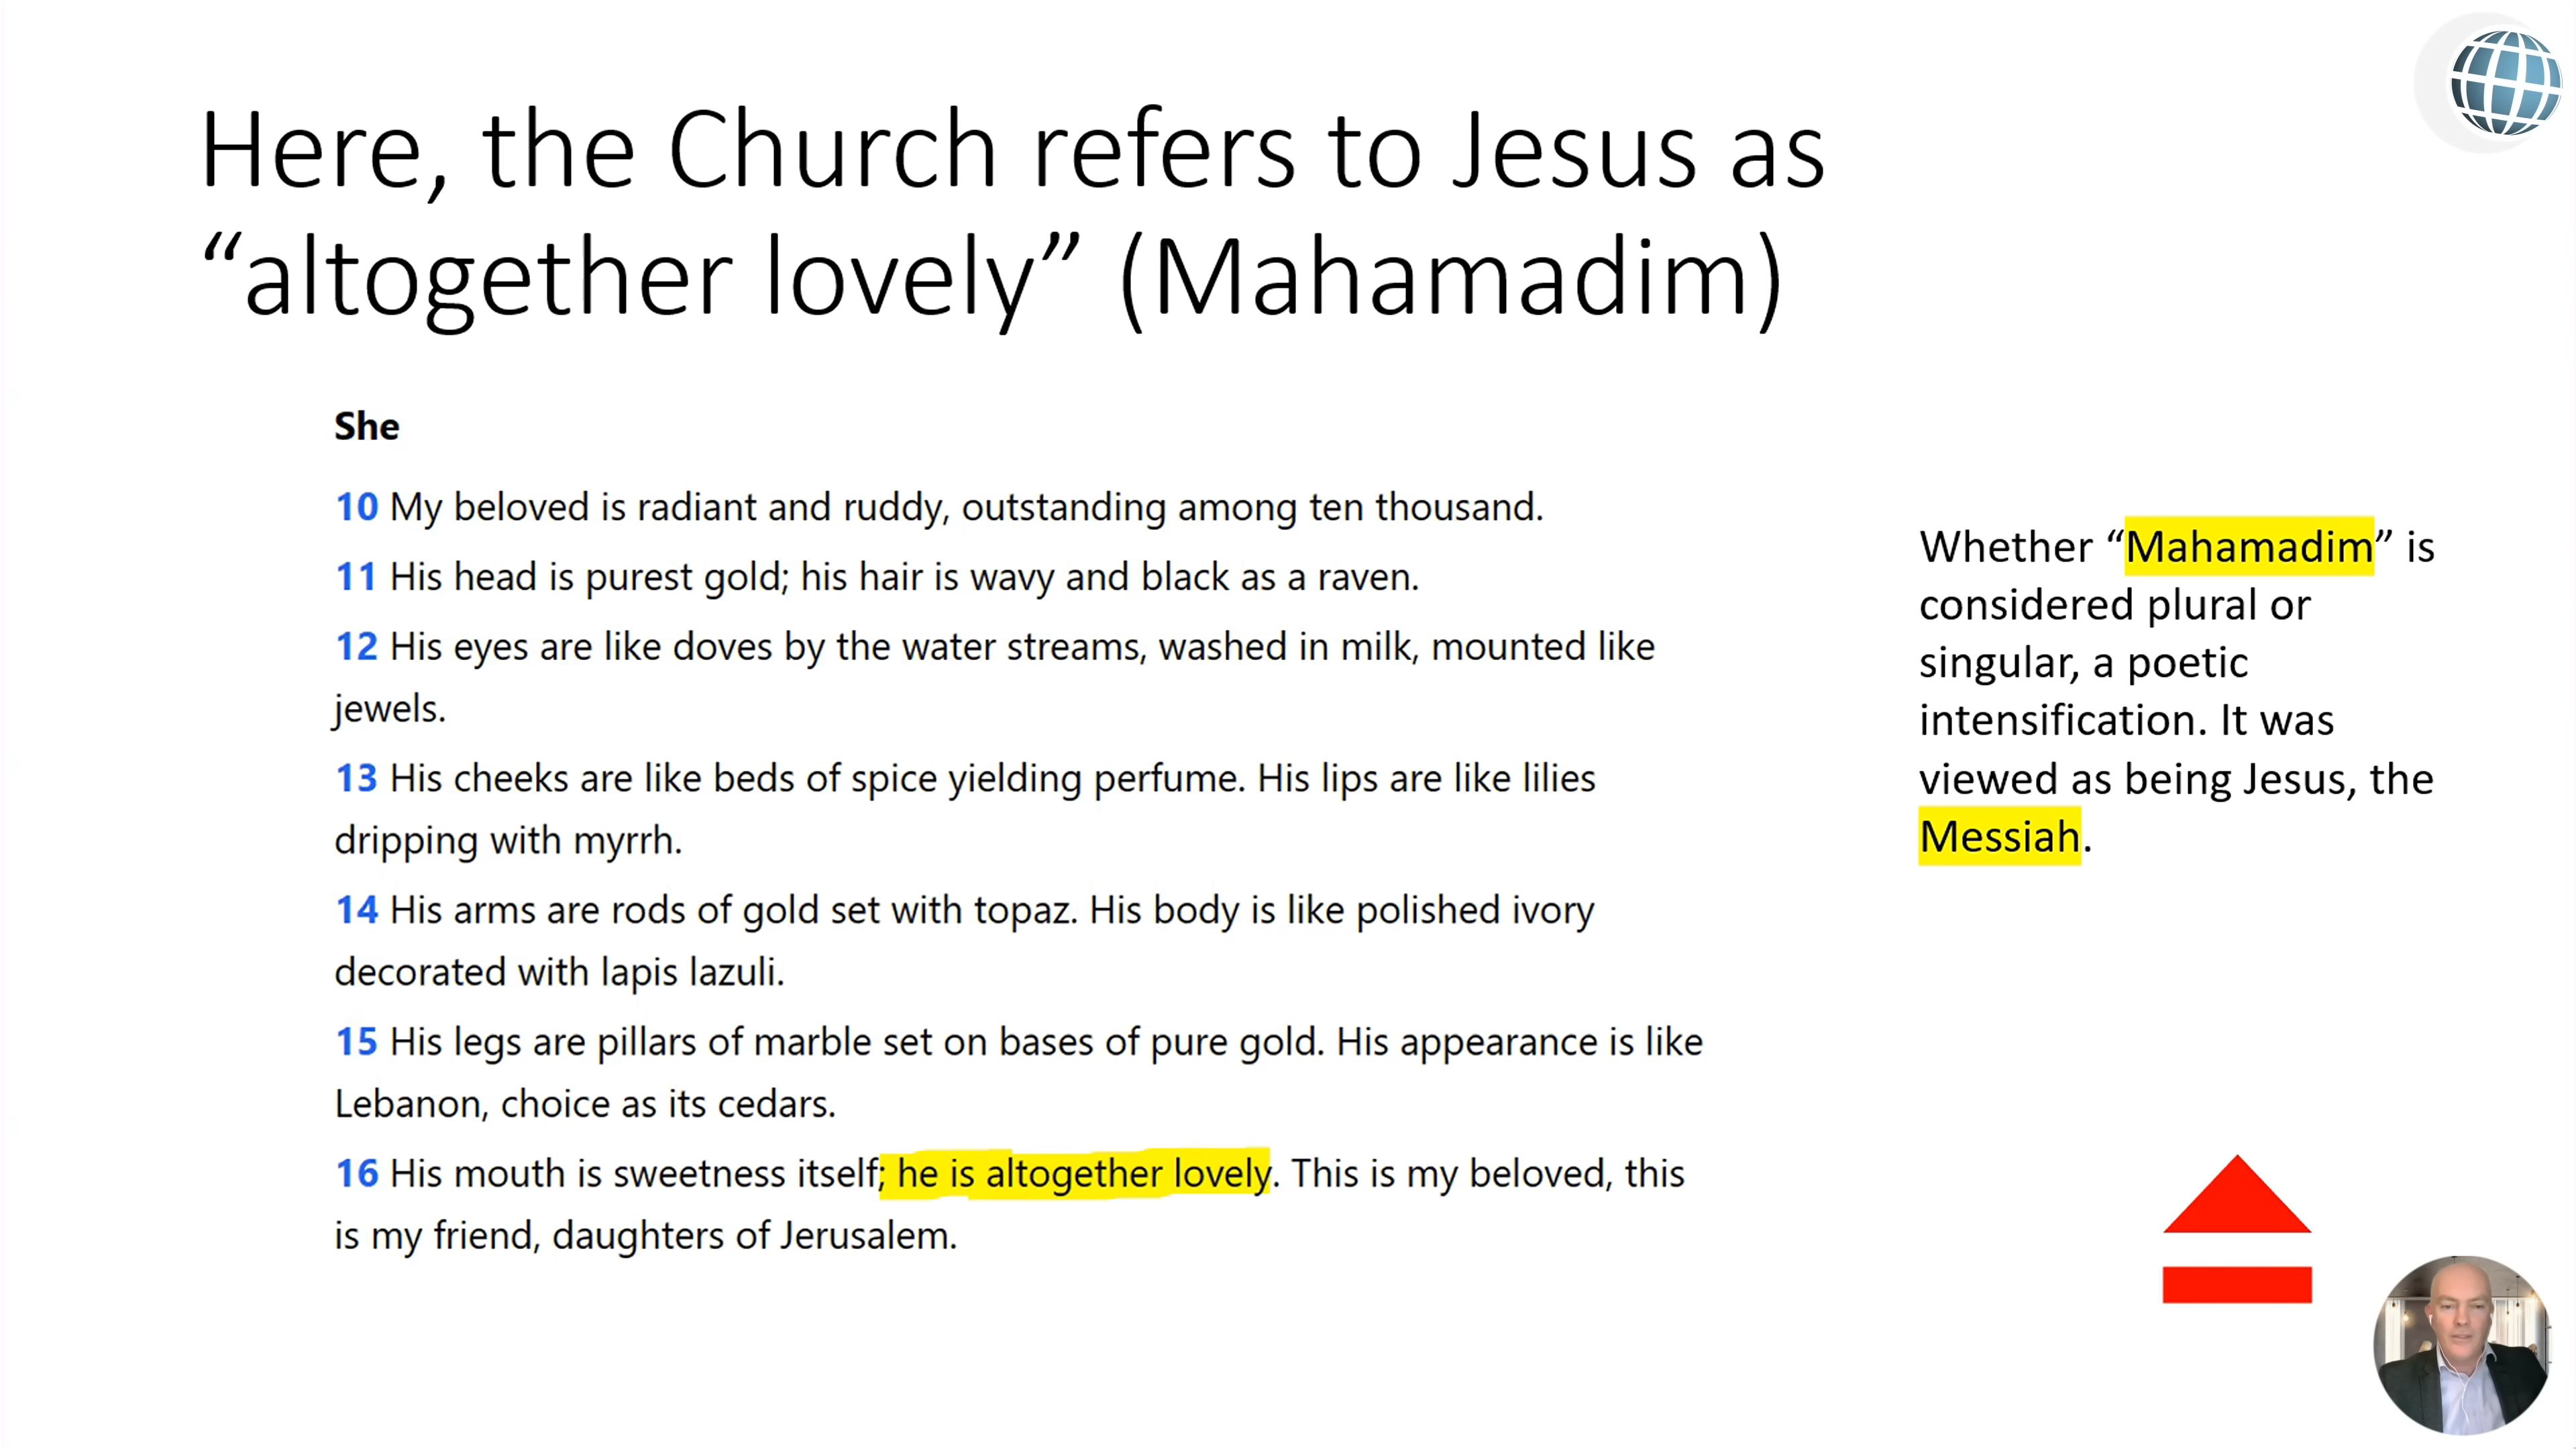 Here, the Church refers to Jesus as
“altogether lovely” (Mahamadim)
She
10 My beloved is radiant and ruddy, outstanding among ten thousand.
11 His head is purest gold; his hair is wavy and black as a raven.
12 His eyes are like doves by the water streams, washed in milk, mounted like
jewels.
13 His cheeks are like beds of spice yielding perfume. His lips are like lilies
dripping with myrrh.
14 His arms are rods of gold set with topaz. His body is like polished ivory
decorated with lapis lazuli.
15 His legs are pillars of marble set on bases of pure gold. His appearance is like
Lebanon, choice as its cedars.
16 His mouth is sweetness itself; he is altogether lovely. This is my beloved, this
is my friend, daughters of Jerusalem.
Whether “Mahamadim” is
considered plural or
singular, a poetic
intensification. It was
viewed as being Jesus, the
Messiah.